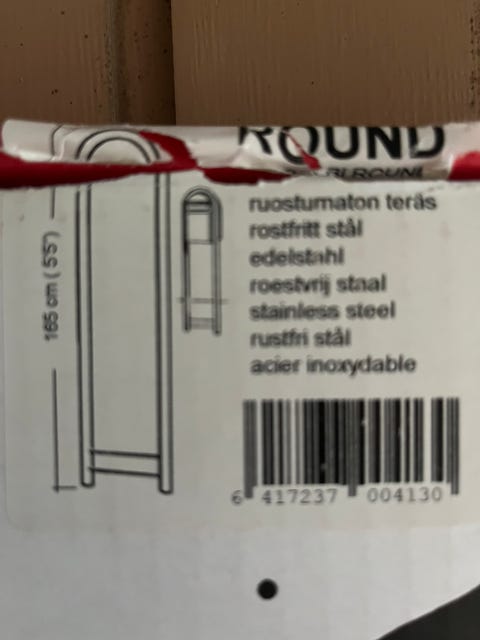 ROUND
165 cm ( 5'5")
ruostumaton teräs
rostfritt stål
edelstahl
roestvrij staal
stainless steel
rustfri stål
acier inoxydable
6 417237 004130